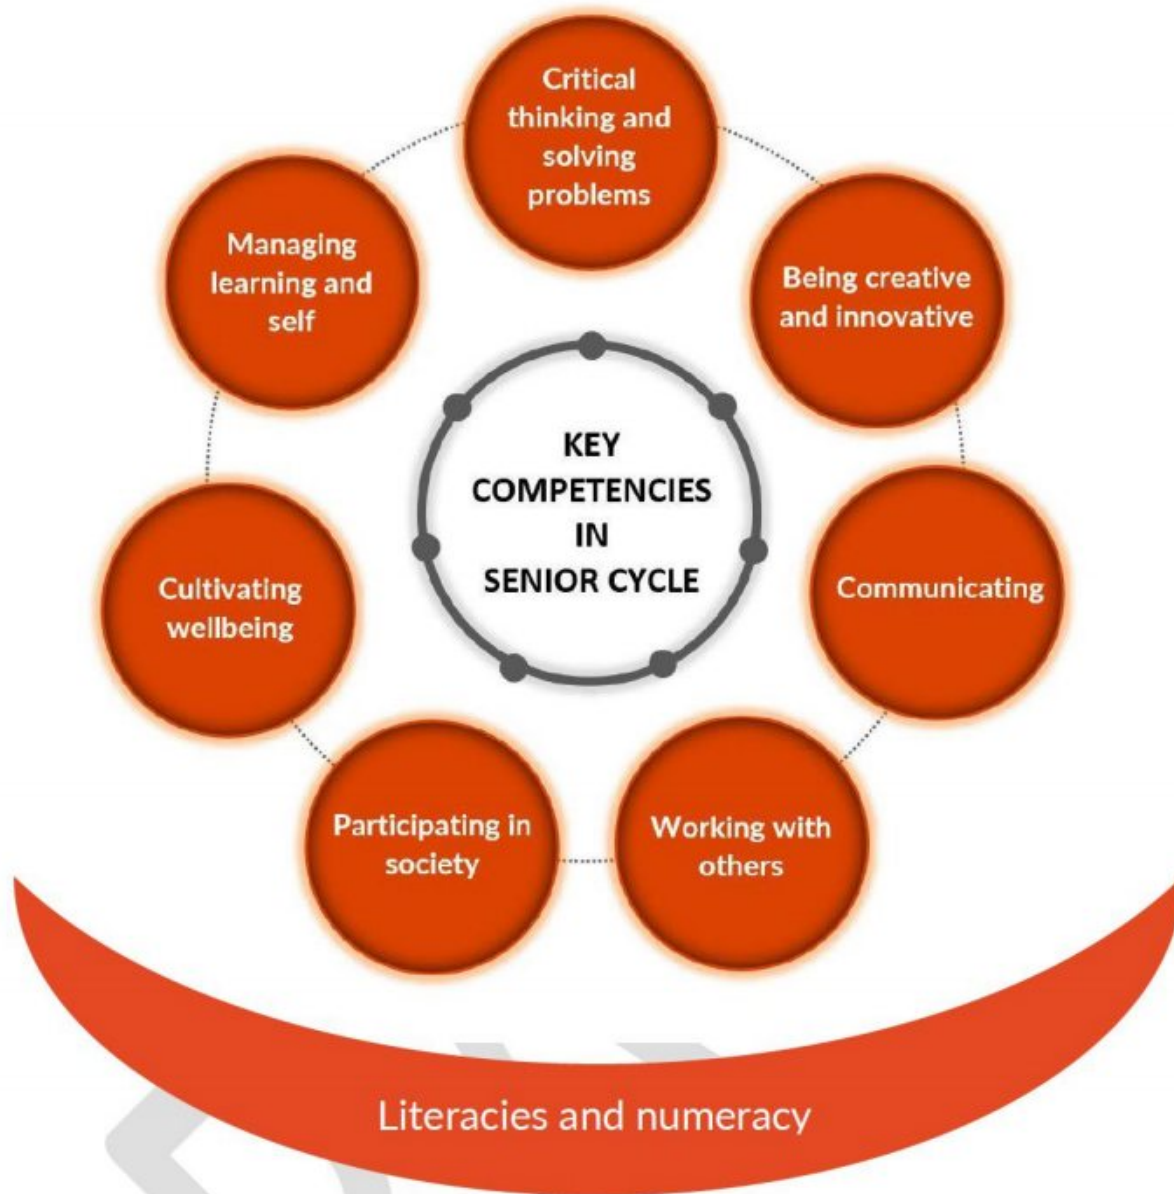 Critical
thinking and
solving
problems
Being creative
and innovative
Communicating
Working with
others
Participating in
society
Cultivating
wellbeing
Managing
learning and
self
KEY
COMPETENCIES
IN
SENIOR CYCLE
Literacies and numeracy